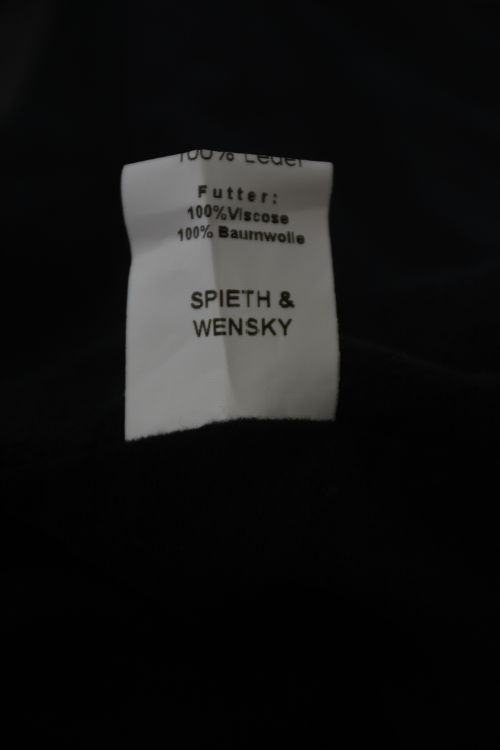 100% Leder
Futter:
100%Viscose
100% Baumwolle
SPIETH &
WENSKY